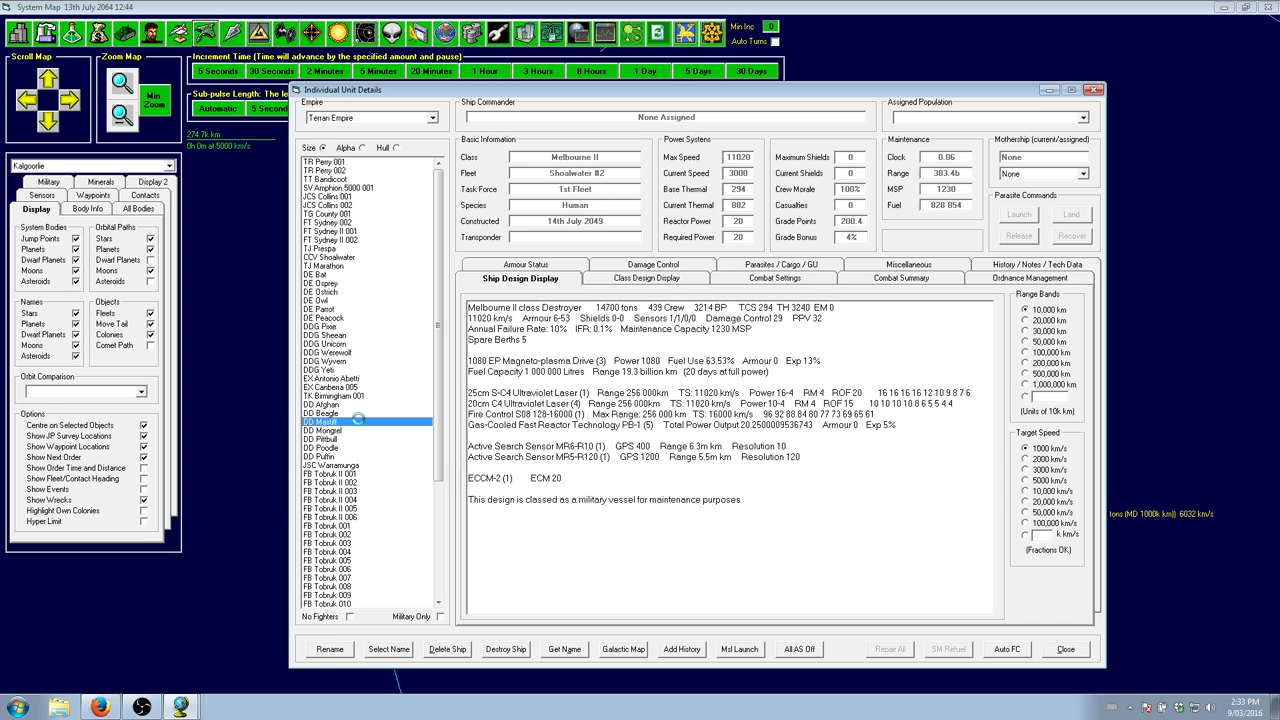 System Map  13th July 2064 12:44
Min Inc 0
Auto Turns
Scroll Map
Zoom Map
Min Zoom
Increment Time (Time will advance by the specified amount and pause)
5 Seconds 30 Seconds 2 Minutes 5 Minutes 20 Minutes 1 Hour 3 Hours 8 Hours 1 Day 5 Days 30 Days
Sub-pulse Length: The le
Automatic 5 Second
274.7k km
0h 0m at 5000 km/s
Kalgoorlie
Military Minerals Display 2
Sensors Waypoints Contacts
Display Body Info All Bodies
System Bodies
Jump Points
Planets
Dwarf Planets
Moons
Asteroids
Orbital Paths
Stars
Planets
Dwarf Planets
Moons
Asteroids
Names
Stars
Planets
Dwarf Planets
Moons
Asteroids
Objects
Fleets
Move Tail
Colonies
Comet Path
Orbit Comparison
Options
Centre on Selected Objects
Show JP Survey Locations
Show Waypoint Locations
Show Next Order
Show Order Time and Distance
Show Fleet/Contact Heading
Show Events
Show Wrecks
Highlight Own Colonies
Hyper Limit
Individual Unit Details
Empire
Terran Empire
Size Alpha Hull
TR Perry 001
TR Perry 002
TT Bandicoot
SV Amphion 5000 001
JCS Collins 001
JCS Collins 002
TG County 001
FT Sydney 002
FT Sydney II 001
FT Sydney II 002
TJ Prespa
CCV Shoalwater
TJ Marathon
DE Bat
DE Osprey
DE Ostrich
DE Owl
DE Parrot
DE Peacock
DDG Pixie
DDG Sheean
DDG Unicorn
DDG Werewolf
DDG Wyvern
DDG Yeti
EX Antonio Abetti
EX Canberra 005
TK Birmingham 001
DD Afghan
DD Beagle
DD Mastiff
DD Mongrel
DD Pittbull
DD Poodle
DD Puffin
JSC Warramunga
FB Tobruk II 001
FB Tobruk II 002
FB Tobruk II 003
FB Tobruk II 004
FB Tobruk II 005
FB Tobruk II 006
FB Tobruk 001
FB Tobruk 002
FB Tobruk 003
FB Tobruk 004
FB Tobruk 005
FB Tobruk 006
FB Tobruk 007
FB Tobruk 008
FB Tobruk 009
FB Tobruk 010
No Fighters Military Only
Ship Commander
None Assigned
Assigned Population
Basic Information
Class Melbourne II
Fleet Shoalwater #2
Task Force 1st Fleet
Species Human
Constructed 14th July 2049
Transponder
Power Systems
Max Speed 11020
Current Speed 3000
Base Thermal 294
Current Thermal 882
Reactor Power 20
Required Power 20
Maximum Shields 0
Current Shields 0
Crew Morale 100%
Casualties 0
Grade Points 200.4
Grade Bonus 4%
Maintenance
Clock 0.06
Range 383.4b
MSP 1230
Fuel 828 854
Mothership (current/assigned)
None
None
Parasite Commands
Launch Land
Release Recover
Armour Status Damage Control Parasites / Cargo / GU Miscellaneous History / Notes / Tech Data
Ship Design Display Class Design Display Combat Settings Combat Summary Ordnance Management
Melbourne II class Destroyer 14700 tons 439 Crew 3214 BP TCS 294 TH 3240 EM 0
11020 km/s Armour 6-53 Shields 0-0 Sensors 1/1/0/0 Damage Control 29 PPV 32
Annual Failure Rate: 10% IFR: 0.1% Maintenance Capacity 1230 MSP
Spare Berths 5
1080 EP Magneto-plasma Drive (3) Power 1080 Fuel Use 63.53% Armour 0 Exp 13%
Fuel Capacity 1 000 000 Litres Range 19.3 billion km (20 days at full power)
25cm S-C4 Ultraviolet Laser (1) Range 256 000km TS: 11020 km/s Power 16-4 RM 4 ROF 20 16 16 16 16 12 10 9 8 7 6
20cm C4 Ultraviolet Laser (4) Range 256 000km TS: 11020 km/s Power 10-4 RM 4 ROF 15 10 10 10 10 8 6 5 5 4 4
Fire Control S08 128-16000 (1) Max Range: 256 000 km TS: 16000 km/s 96 92 88 84 80 77 73 69 65 61
Gas-Cooled Fast Reactor Technology PB-1 (5) Total Power Output 20.2500009536743 Armour 0 Exp 5%
Active Search Sensor MR6-R10 (1) GPS 400 Range 6.3m km Resolution 10
Active Search Sensor MR5-R120 (1) GPS 1200 Range 5.5m km Resolution 120
ECCM-2 (1) ECM 20
This design is classed as a military vessel for maintenance purposes
Range Bands
10,000 km
20,000 km
30,000 km
50,000 km
100,000 km
200,000 km
500,000 km
1,000,000 km
(Units of 10k km)
Target Speed
1000 km/s
2000 km/s
3000 km/s
5000 km/s
10,000 km/s
20,000 km/s
50,000 km/s
100,000 km/s
k km/s
(Fractions OK)
Rename Select Name Delete Ship Destroy Ship Get Name Galactic Map Add History Msl Launch All AS Off Repair All SM Refuel Auto FC Close
tons (MD 1000k km)) 6032 km/s
2:33 PM
9/03/2016